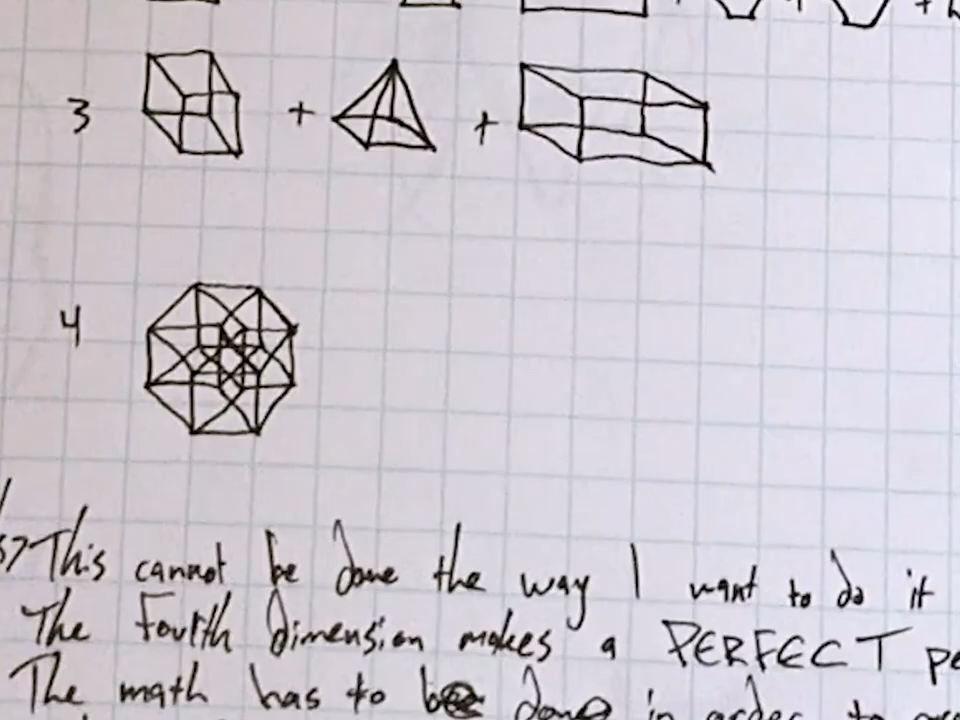 3 + +
4
This cannot be done the way I want to do it
The Fourth dimension makes a PERFECT
The math has to be done in order to